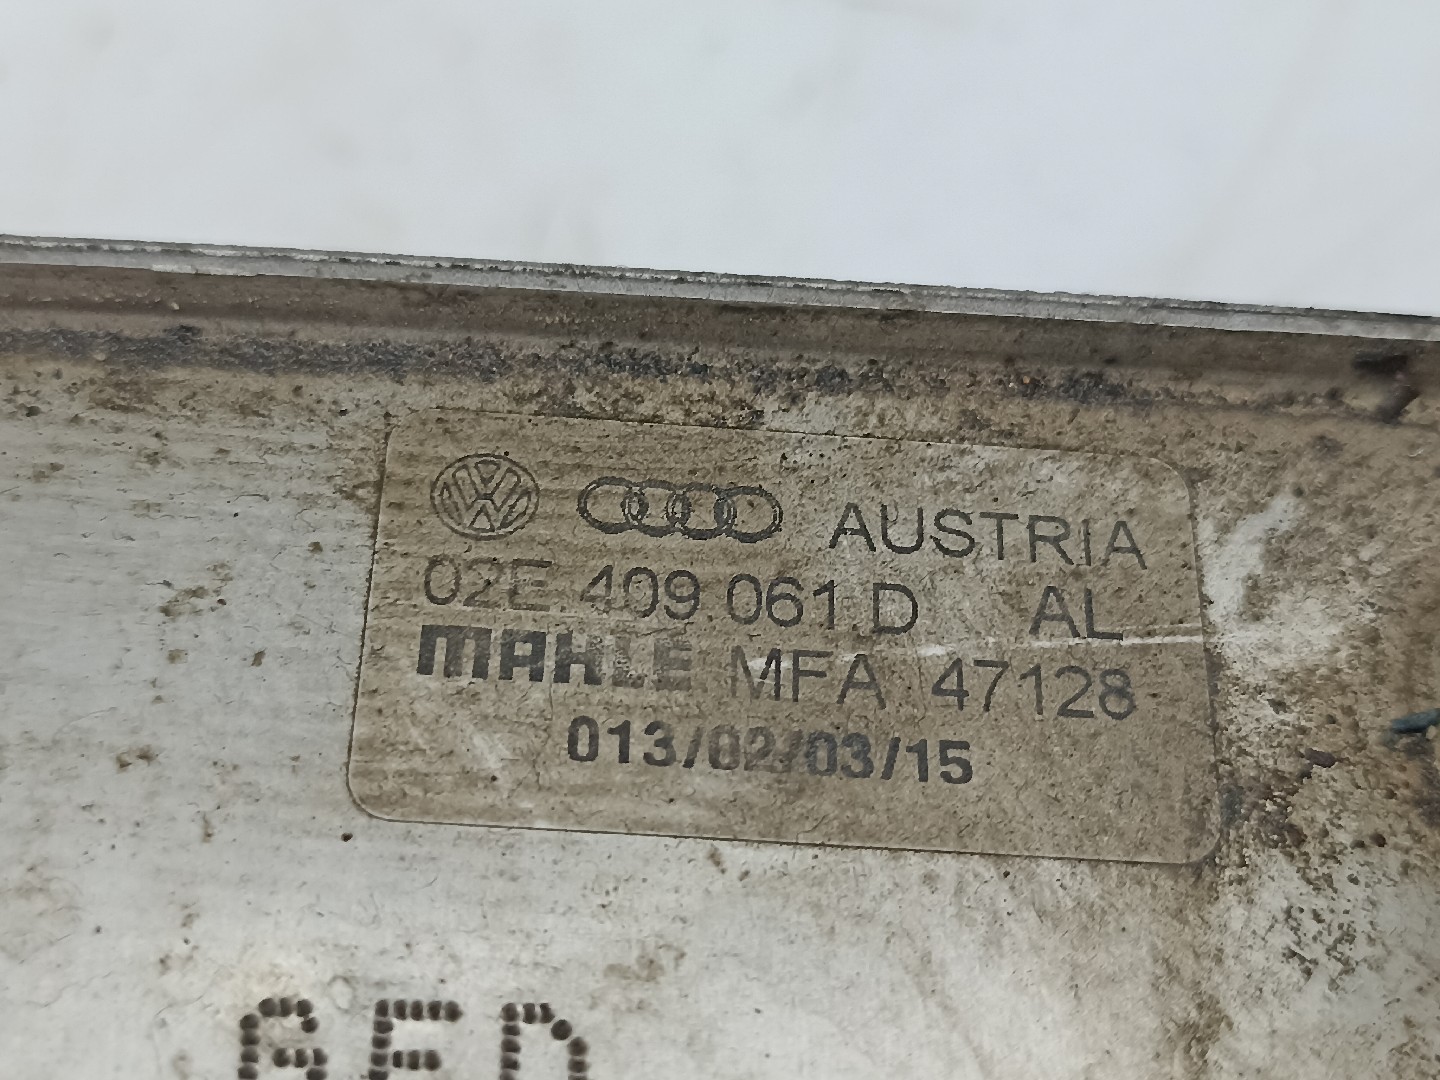 AUSTRIA
02E.409.061.D AL
MAHLE MFA 47128
013/02/03/15